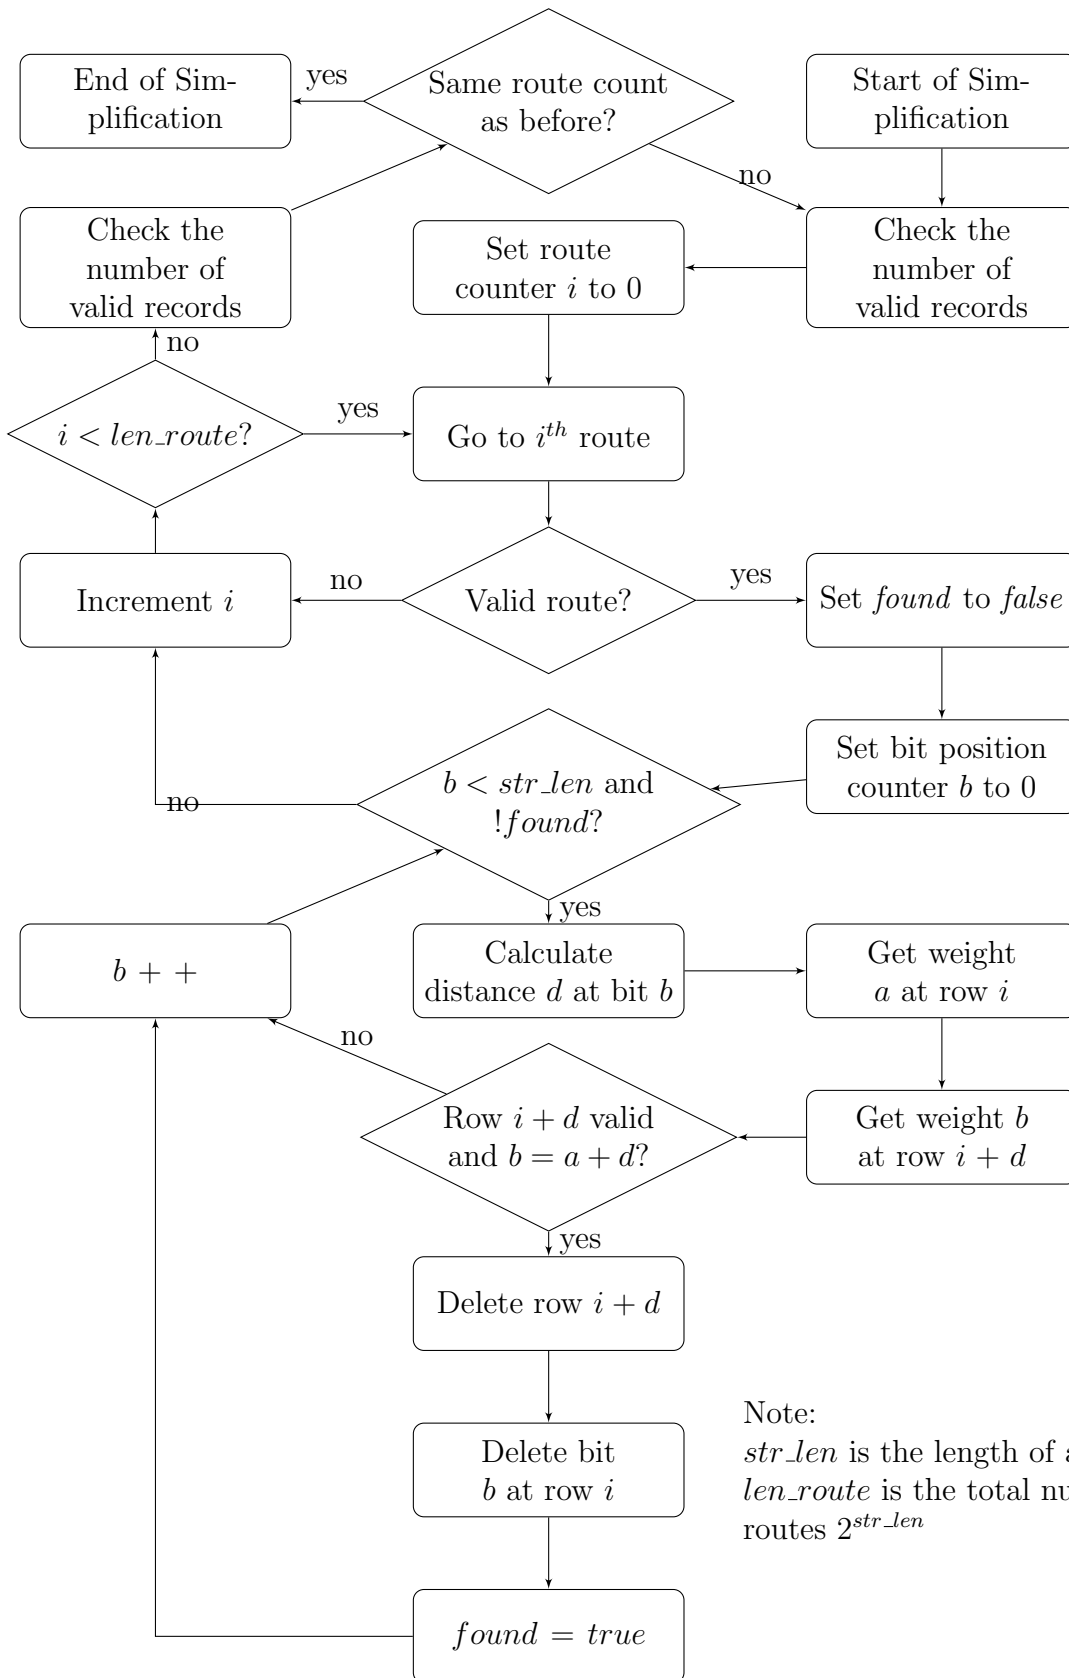 End of Sim-
plification
yes
Same route count
as before?
Start of Sim-
plification
no
Check the
number of
valid records
Set route
counter i to 0
Check the
number of
valid records
no
i < len_route?
yes
Go to i^{th} route
Increment i
no
Valid route?
yes
Set found to false
b < str_len and
!found?
Set bit position
counter b to 0
no
yes
b + +
Calculate
distance d at bit b
Get weight
a at row i
no
Row i + d valid
and b = a + d?
Get weight b
at row i + d
yes
Delete row i + d
Delete bit
b at row i
Note:
str_len is the length of
len_route is the total
routes 2^{str_len}
found = true